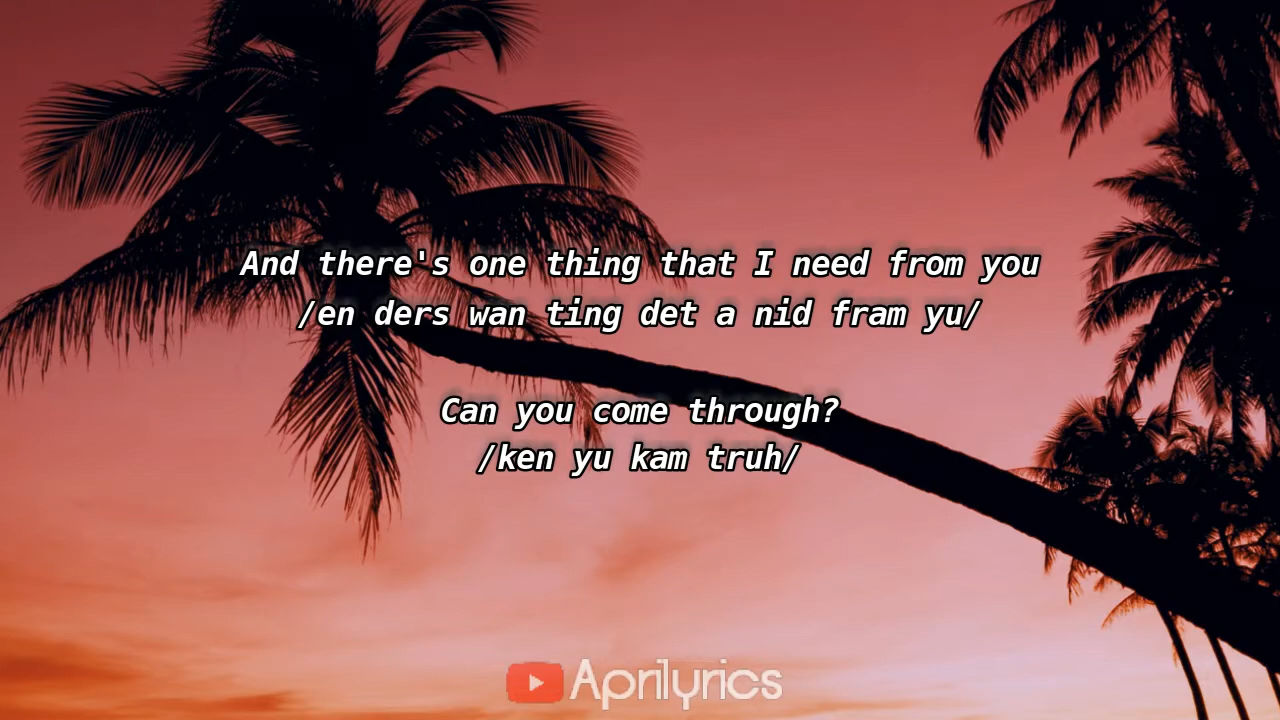 And there's one thing that I need from you
/en ders wan ting det a nid fram yu/
Can you come through?
/ken yu kam truh/
Aprilyrics